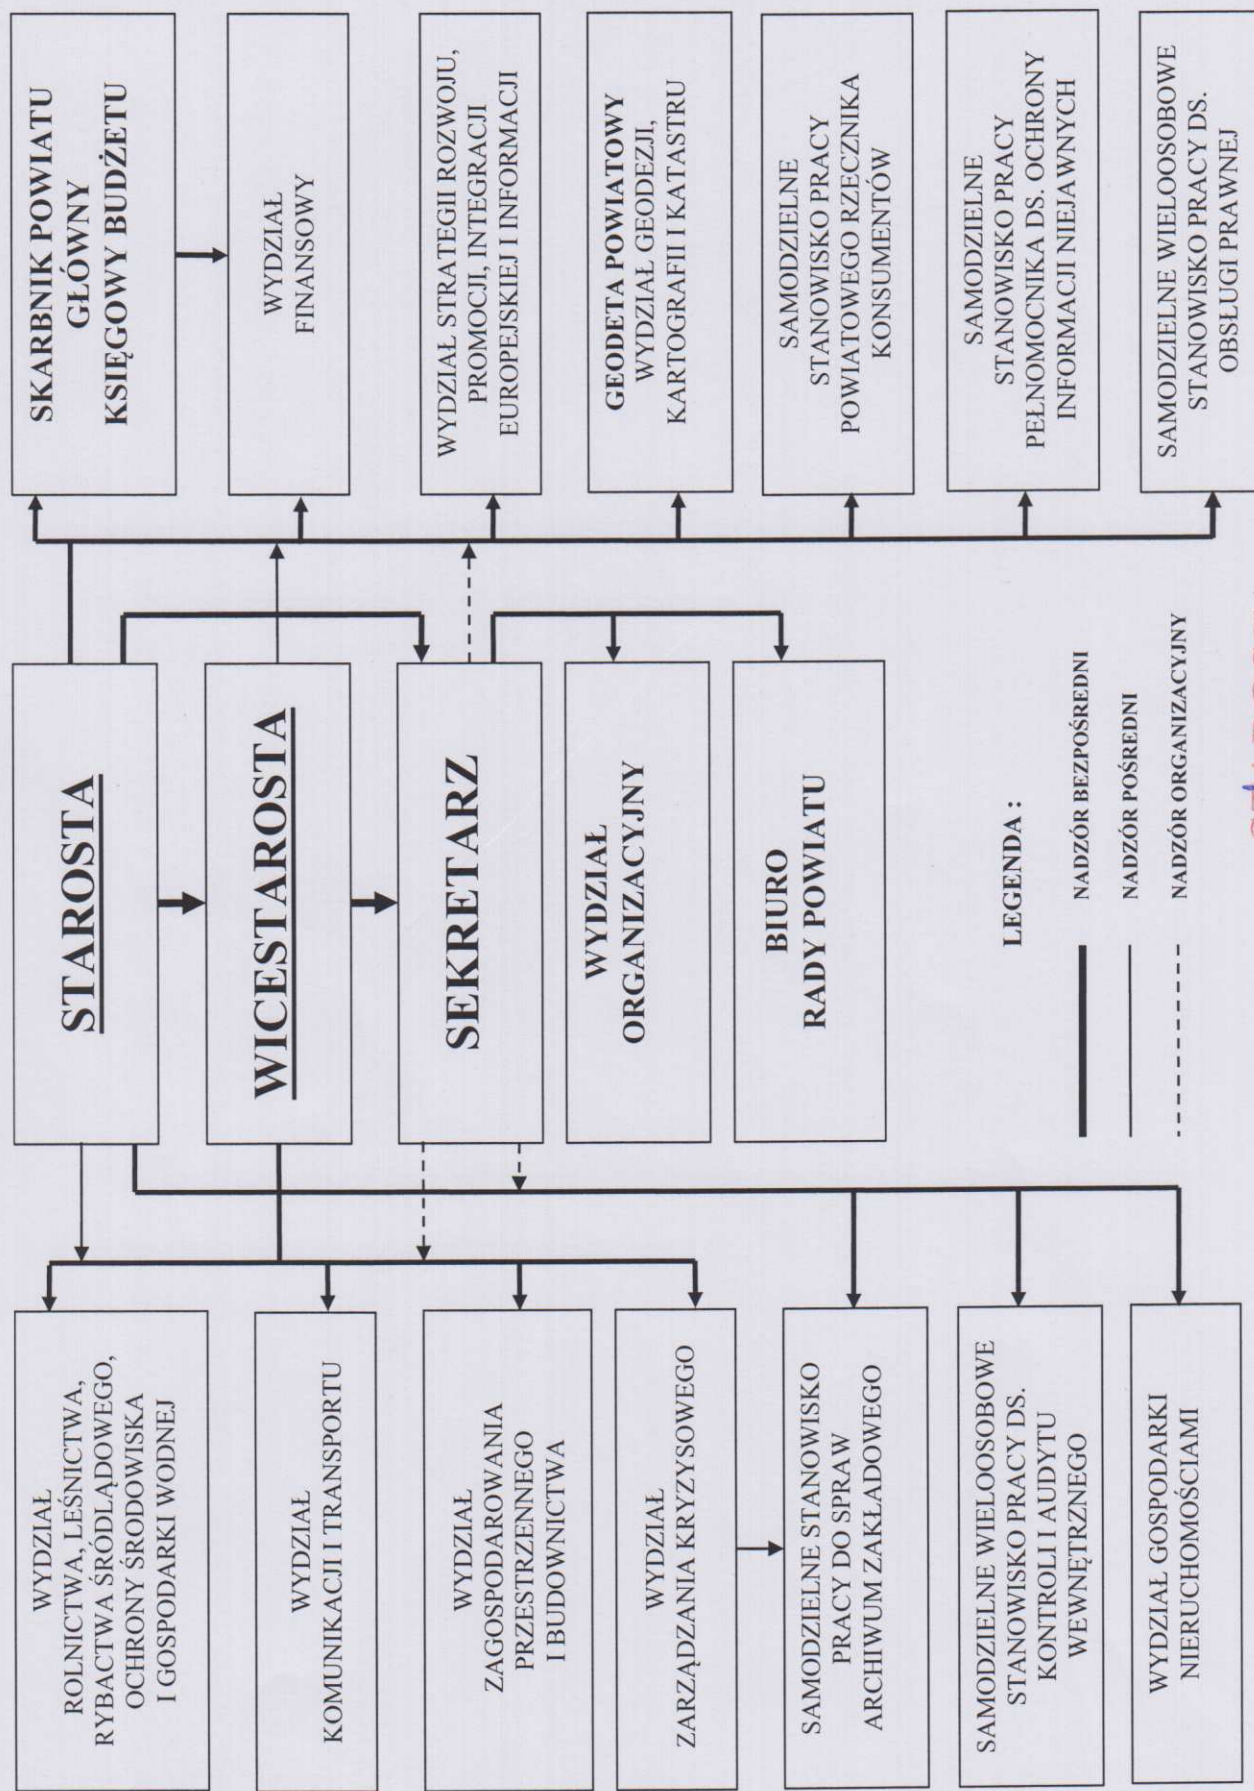 WYDZIAŁ
ROLNICTWA, LEŚNICTWA,
RYBACTWA ŚRÓDLĄDOWEGO,
OCHRONY ŚRODOWISKA
I GOSPODARKI WODNEJ
WYDZIAŁ
KOMUNIKACJI I TRANSPORTU
WYDZIAŁ
ZAGOSPODAROWANIA
PRZESTRZENNEGO
I BUDOWNICTWA
WYDZIAŁ
ZARZĄDZANIA KRYZYSOWEGO
SAMODZIELNE STANOWISKO
PRACY DO SPRAW
ARCHIWUM ZAKŁADOWEGO
SAMODZIELNE WIELOOSOBOWE
STANOWISKO PRACY DS.
KONTROLI I AUDYTU
WEWNĘTRZNEGO
WYDZIAŁ GOSPODARKI
NIERUCHOMOŚCIAMI
STAROSTA
WICESTAROSTA
SEKRETARZ
WYDZIAŁ
ORGANIZACYJNY
BIURO
RADY POWIATU
LEGENDA :
NADZÓR BEZPOŚREDNI
NADZÓR POŚREDNI
NADZÓR ORGANIZACYJNY
SKARBNIK POWIATU
GŁÓWNY
KSIĘGOWY BUDŻETU
WYDZIAŁ
FINANSOWY
WYDZIAŁ STRATEGII ROZWOJU,
PROMOCJI, INTEGRACJI
EUROPEJSKIEJ I INFORMACJI
GEODETA POWIATOWY
WYDZIAŁ GEODEZJI,
KARTOGRAFII I KATASTRU
SAMODZIELNE
STANOWISKO PRACY
POWIATOWEGO RZECZNIKA
KONSUMENTÓW
SAMODZIELNE
STANOWISKO PRACY
PEŁNOMOCNIKA DS. OCHRONY
INFORMACJI NIEJAWNYCH
SAMODZIELNE WIELOOSOBOWE
STANOWISKO PRACY DS.
OBSŁUGI PRAWNEJ